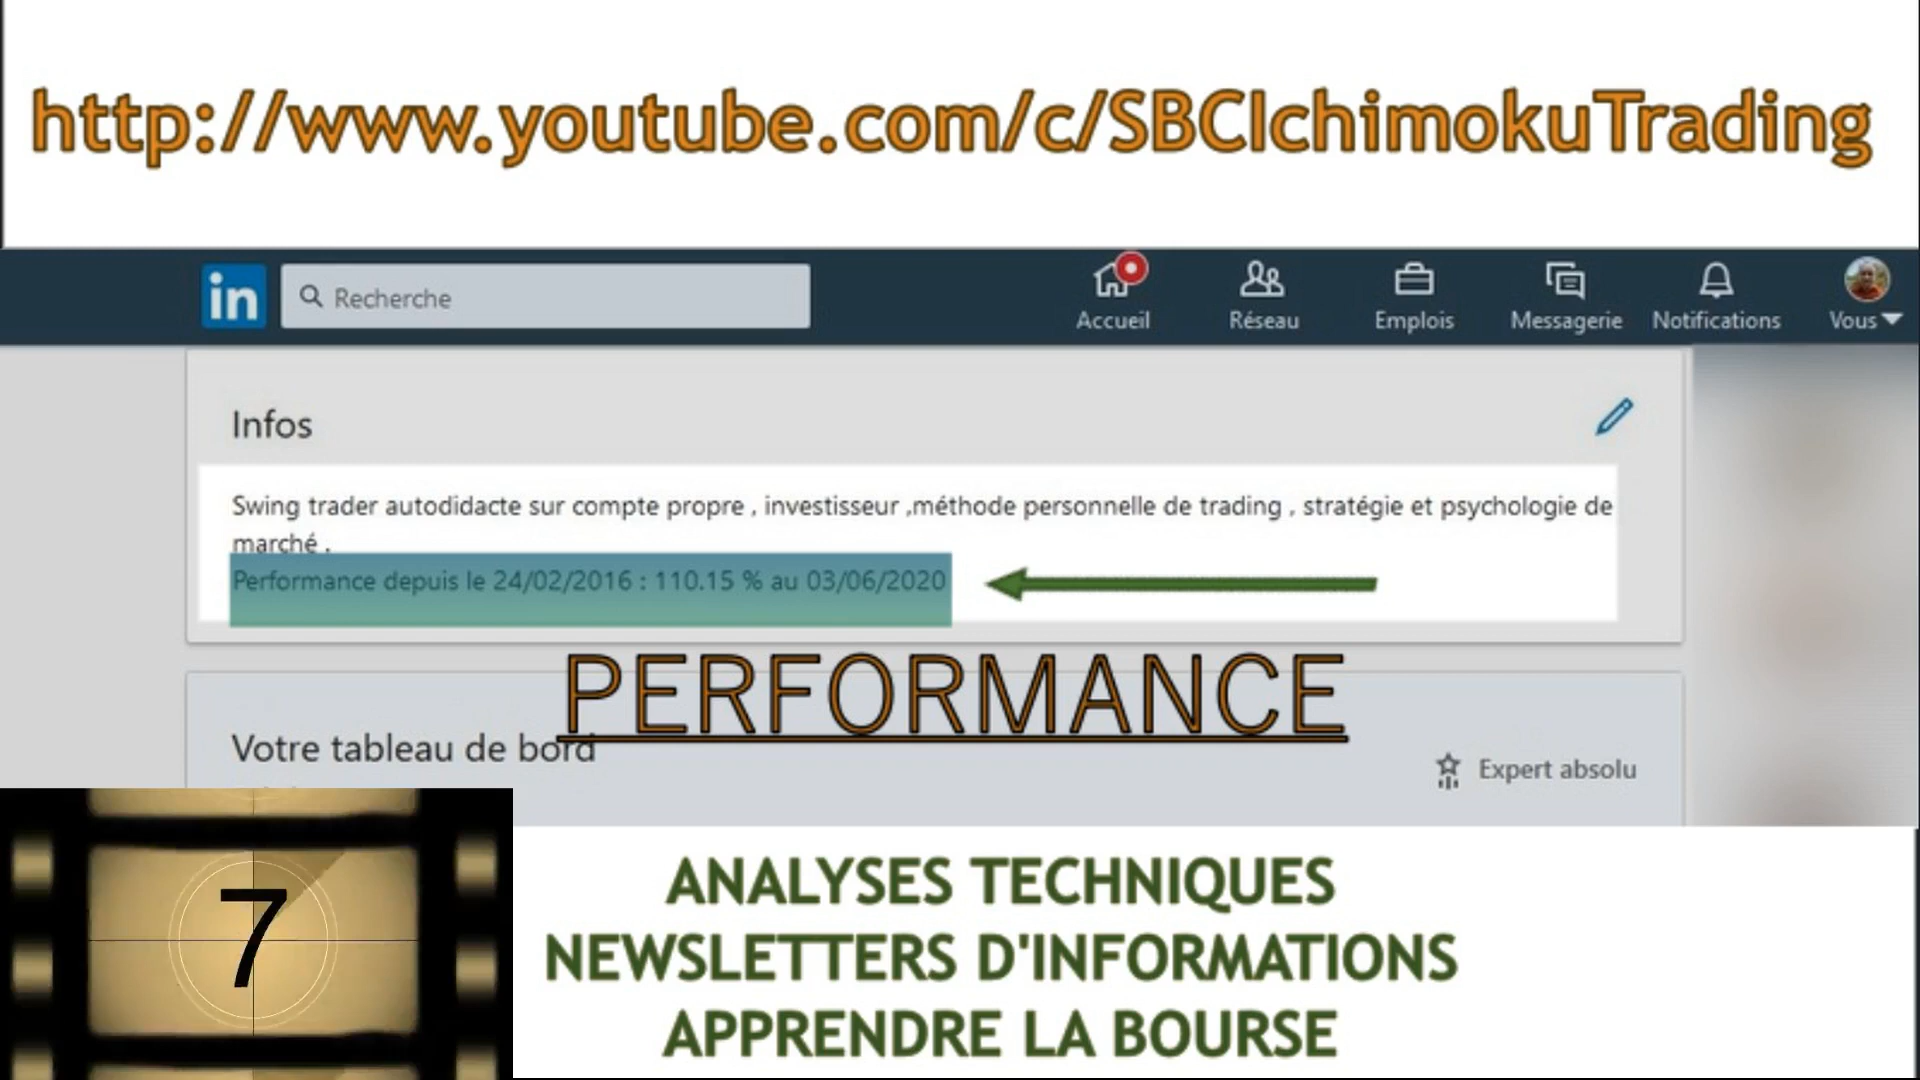 http://www.youtube.com/c/SBCIchimokuTrading
in
Recherche
Accueil
Réseau
Emplois
Messagerie
Notifications
Vous
Infos
Swing trader autodidacte sur compte propre , investisseur ,méthode personnelle de trading , stratégie et psychologie de
marché .
Performance depuis le 24/02/2016 : 110.15 % au 03/06/2020
PERFORMANCE
Votre tableau de bord
Expert absolu
7
ANALYSES TECHNIQUES
NEWSLETTERS D'INFORMATIONS
APPRENDRE LA BOURSE